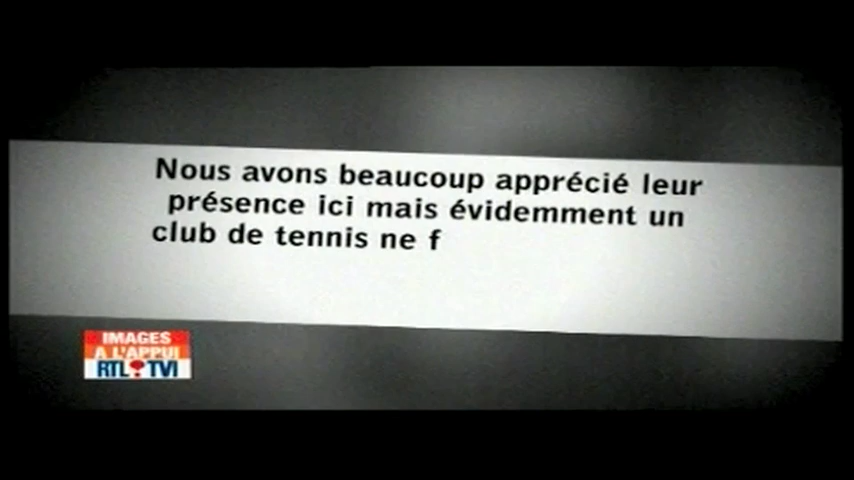 Nous avons beaucoup apprécié leur
présence ici mais évidemment un
club de tennis ne f
IMAGES
A L'APPUI
RTL TVI